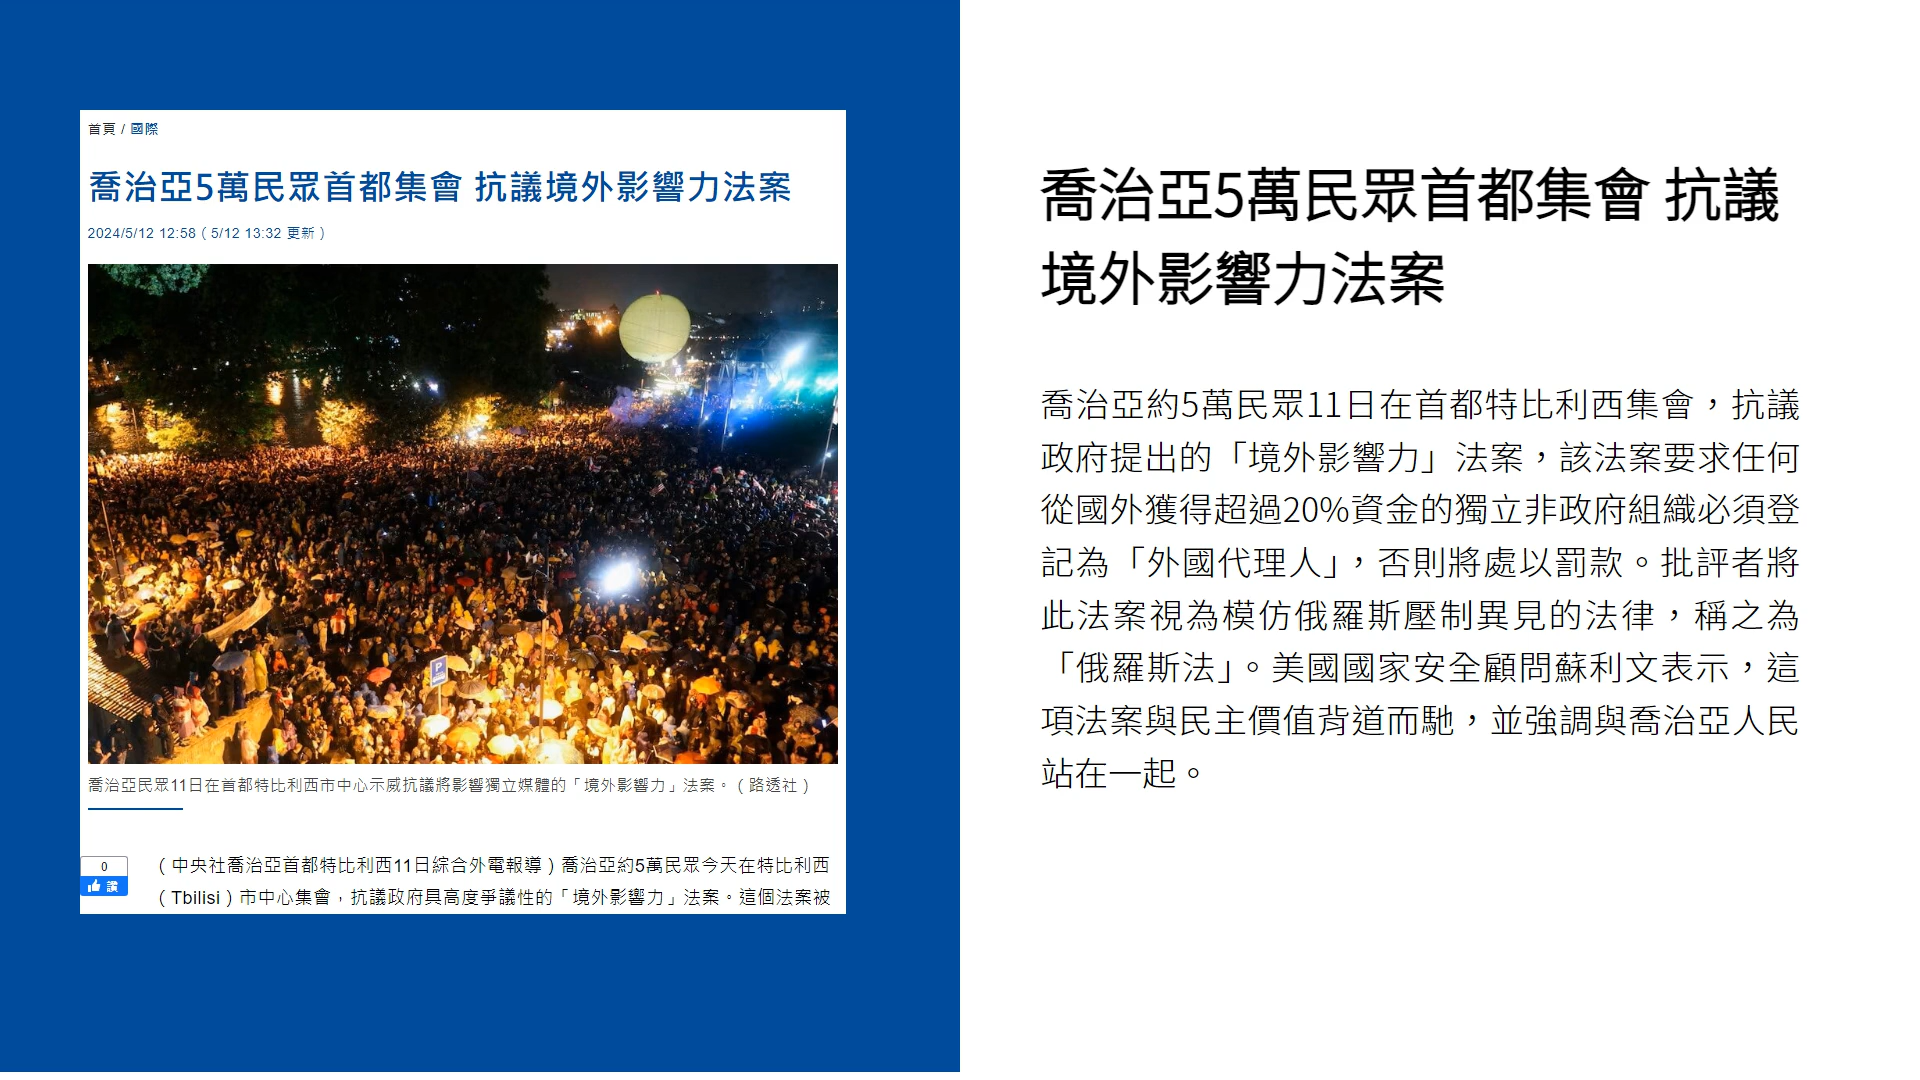 首頁 / 國際
喬治亞5萬民眾首都集會 抗議境外影響力法案
2024/5/12 12:58（5/12 13:32 更新）
P
喬治亞民眾11日在首都特比利西市中心示威抗議將影響獨立媒體的「境外影響力」法案。（路透社）
0
讚
（中央社喬治亞首都特比利西11日綜合外電報導）喬治亞約5萬民眾今天在特比利西
（Tbilisi）市中心集會，抗議政府具高度爭議性的「境外影響力」法案。這個法案被
喬治亞5萬民眾首都集會 抗議
境外影響力法案
喬治亞約5萬民眾11日在首都特比利西集會，抗議
政府提出的「境外影響力」法案，該法案要求任何
從國外獲得超過20%資金的獨立非政府組織必須登
記為「外國代理人」，否則將處以罰款。批評者將
此法案視為模仿俄羅斯壓制異見的法律，稱之為
「俄羅斯法」。美國國家安全顧問蘇利文表示，這
項法案與民主價值背道而馳，並強調與喬治亞人民
站在一起。